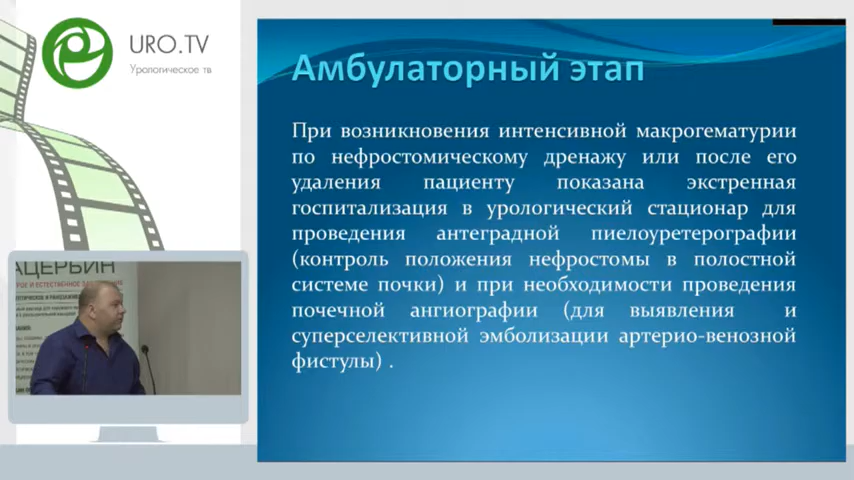 URO.TV
Урологическое тв
Амбулаторный этап
При возникновения интенсивной макрогематурии
по нефростомическому дренажу или после его
удаления пациенту показана экстренная
госпитализация в урологический стационар для
проведения антеградной пиелоуретерографии
(контроль положения нефростомы в полостной
системе почки) и при необходимости проведения
почечной ангиографии (для выявления и
суперселективной эмболизации артерио-венозной
фистулы) .
АЦЕРБИН